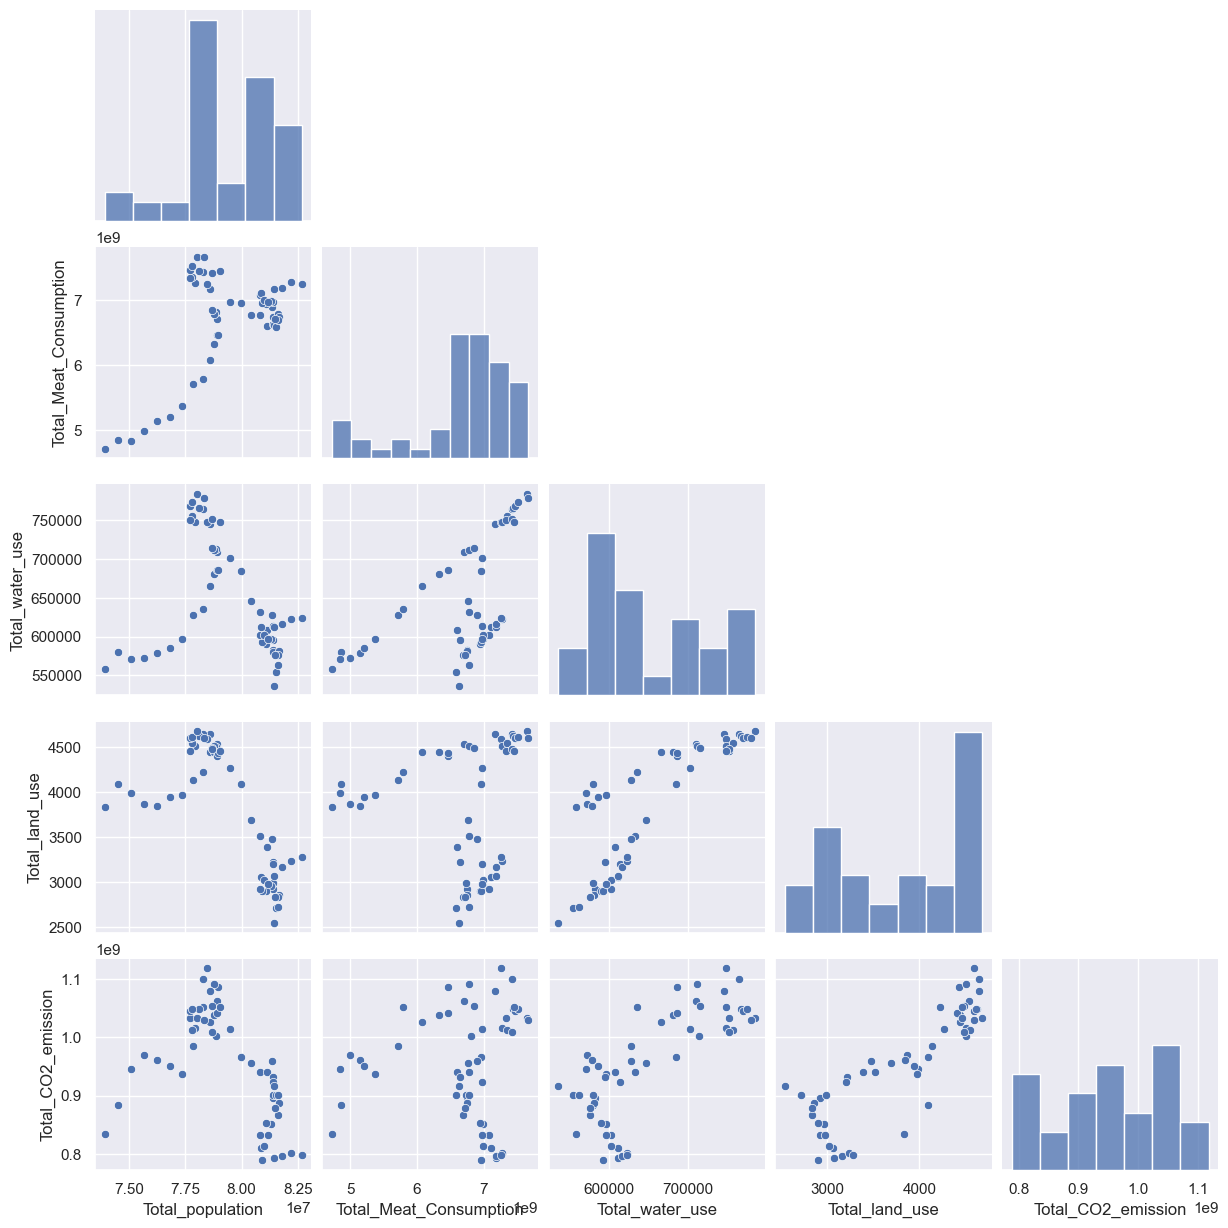 1e9
Total_Meat_Consumption
7
6
5
Total_water_use
750000
700000
650000
600000
550000
Total_land_use
4500
4000
3500
3000
2500
1e9
Total_CO2_emission
1.1
1.0
0.9
0.8
7.50 7.75 8.00 8.25 5 6 7 600000 700000 3000 4000 0.8 0.9 1.0 1.1
Total_population 1e7 Total_Meat_Consumption 1e9 Total_water_use Total_land_use Total_CO2_emission 1e9